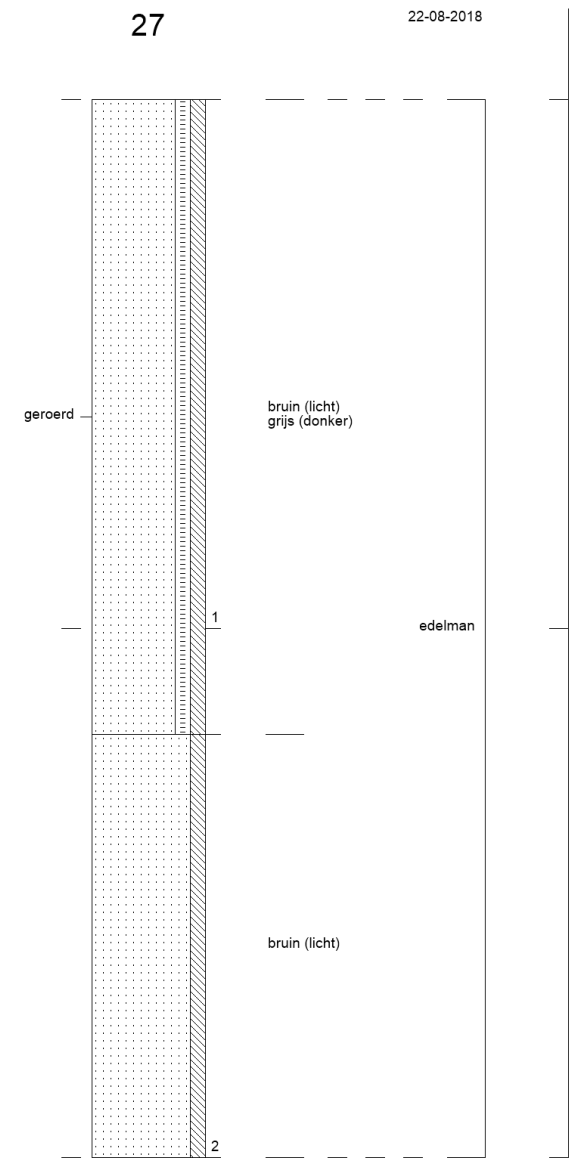 27
22-08-2018
geroerd
bruin (licht)
grijs (donker)
1
edelman
bruin (licht)
2